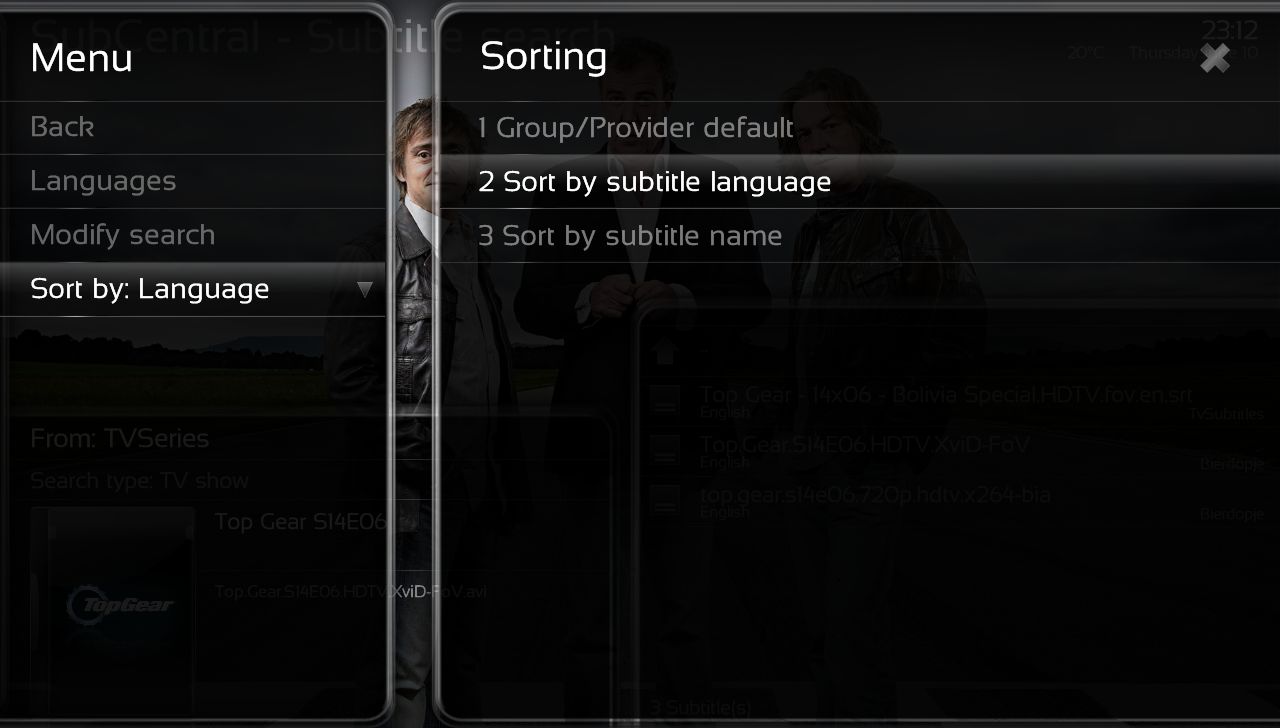 SubCentral - Subtitle search
23:12
20°C Thursday
10
Menu
Back
Languages
Modify search
Sort by: Language
Sorting
1 Group/Provider default
2 Sort by subtitle language
3 Sort by subtitle name
From: TVSeries
Search type: TV show
Top Gear S14E06
Top.Gear.S14E06.HDTV.XviD-FoV.avi
TopGear
Top Gear - 14x06 - Bolivia Special.HDTV.fov.en.srt
English
TvSubtitles
Top.Gear.S14E06.HDTV.XviD-FoV
English
Bierdopje
top.gear.s14e06.720p.hdtv.x264-bia
English
Bierdopje
3 Subtitle(s)